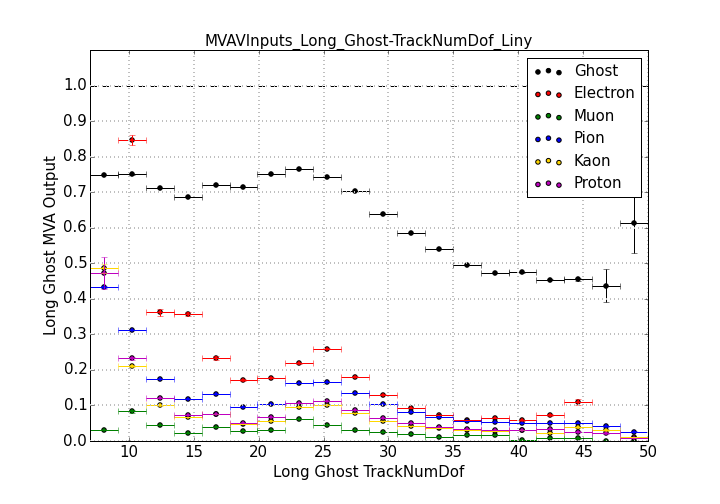 MVAVInputs_Long_Ghost-TrackNumDof_Liny
Long Ghost MVA Output
1.0
0.9
0.8
0.7
0.6
0.5
0.4
0.3
0.2
0.1
0.0
Ghost
Electron
Muon
Pion
Kaon
Proton
10 15 20 25 30 35 40 45 50
Long Ghost TrackNumDof